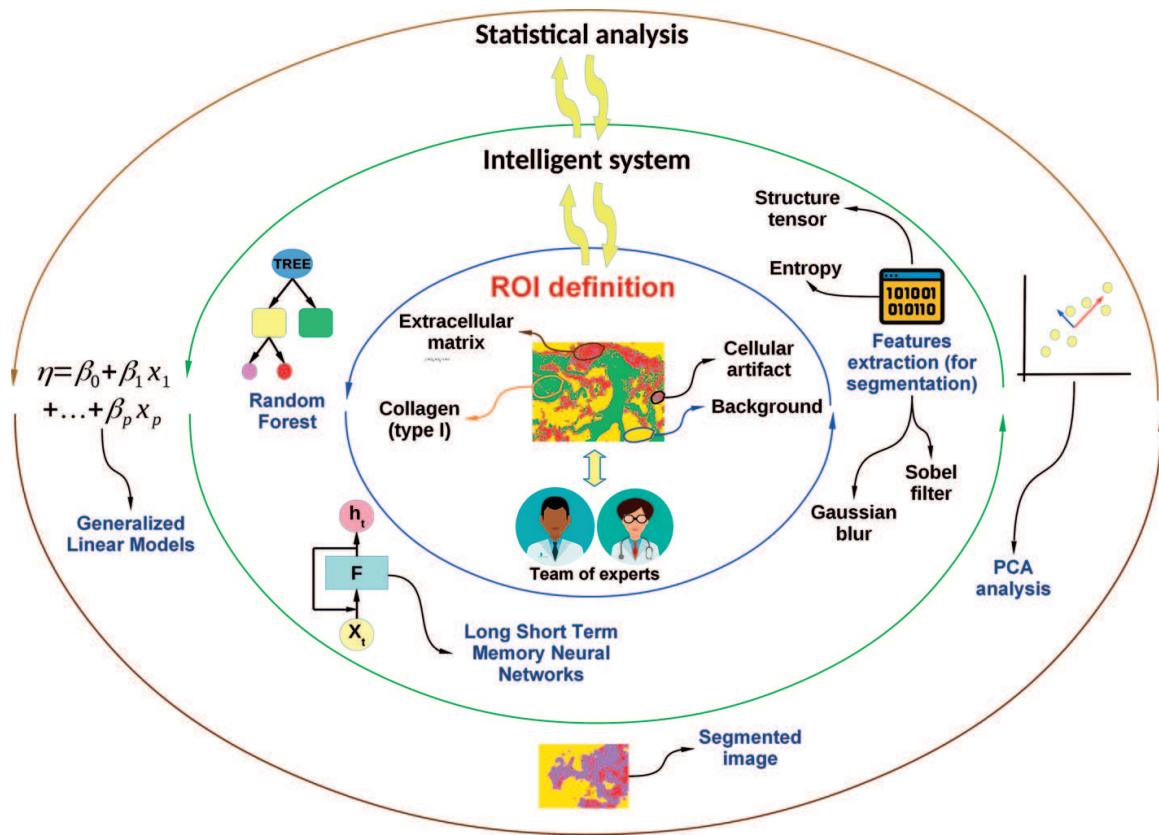 Statistical analysis
Intelligent system
ROI definition
Structure
tensor
Entropy
101001
010110
Features
extraction (for
segmentation)
Sobel
filter
Gaussian
blur
TREE
Random
Forest
Extracellular
matrix
Cellular
artifact
Collagen
(type I)
Background
Team of experts
η=β₀+β₁x₁
+...+βₚxₚ
Generalized
Linear Models
hₜ
F
Xₜ
Long Short Term
Memory Neural
Networks
PCA
analysis
Segmented
image